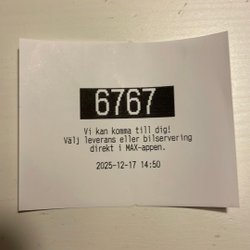 6767
Vi kan komma till dig!
Välj leverans eller bilservering
direkt i MAX-appen.
2025-12-17 14:50